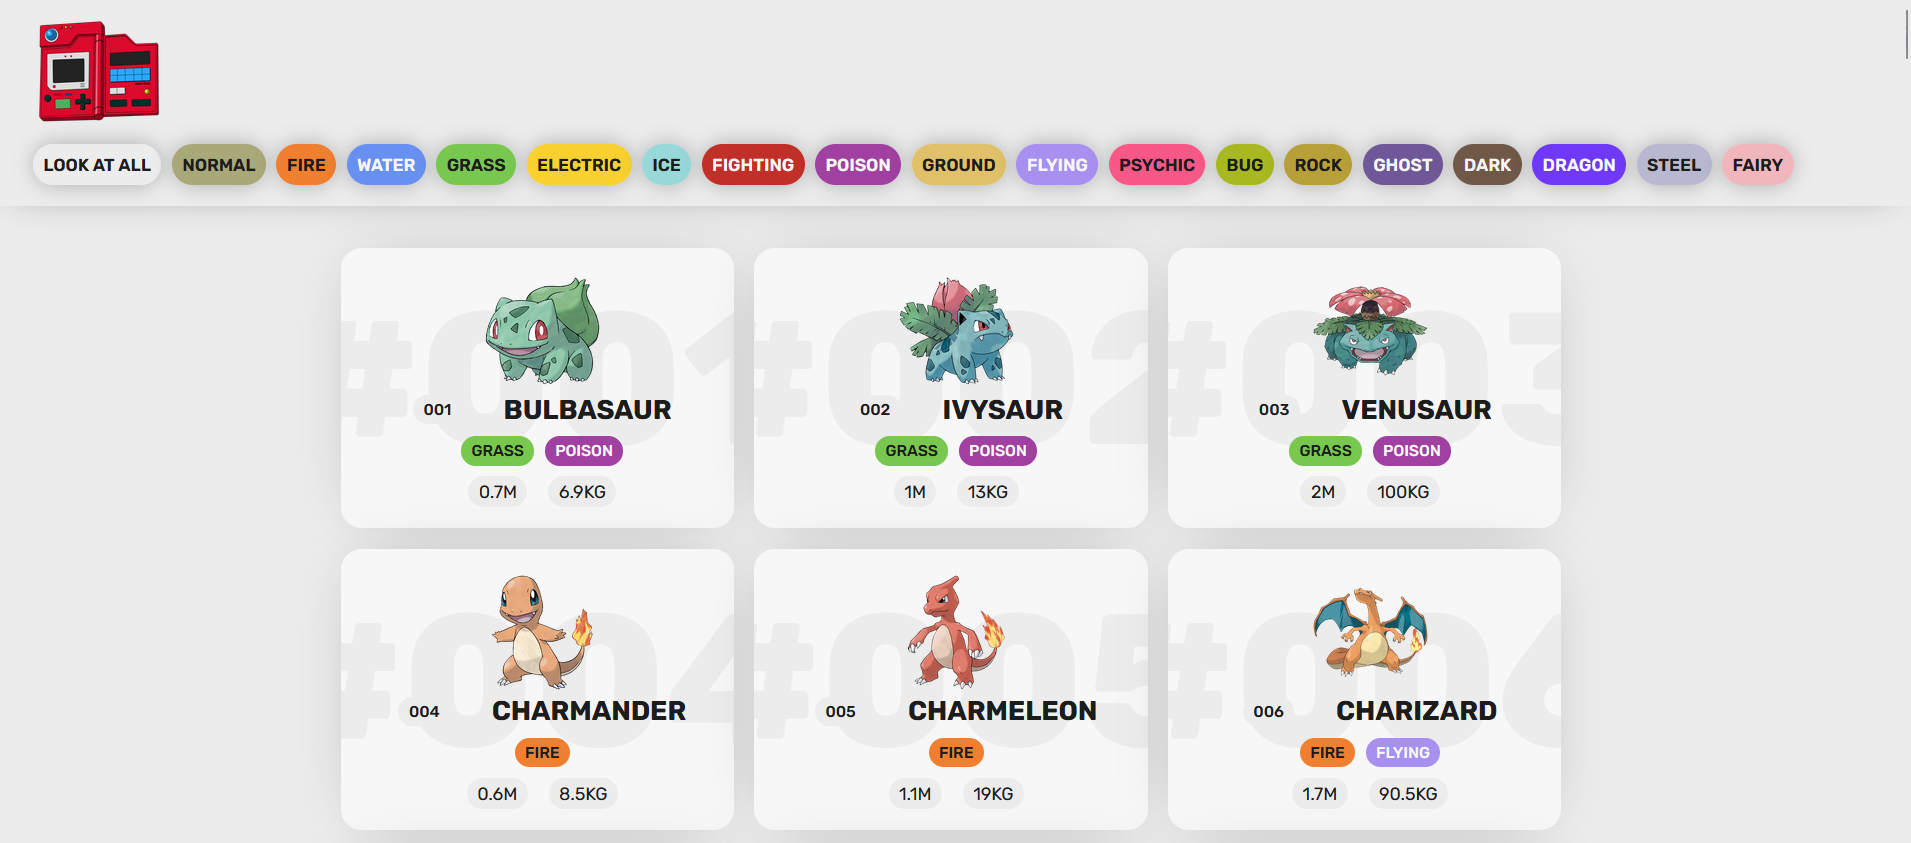 LOOK AT ALL NORMAL FIRE WATER GRASS ELECTRIC ICE FIGHTING POISON GROUND FLYING PSYCHIC BUG ROCK GHOST DARK DRAGON STEEL FAIRY
#001
001 BULBASAUR
GRASS POISON
0.7M 6.9KG
#002
002 IVYSAUR
GRASS POISON
1M 13KG
#003
003 VENUSAUR
GRASS POISON
2M 100KG
#004
004 CHARMANDER
FIRE
0.6M 8.5KG
#005
005 CHARMELEON
FIRE
1.1M 19KG
#006
006 CHARIZARD
FIRE FLYING
1.7M 90.5KG